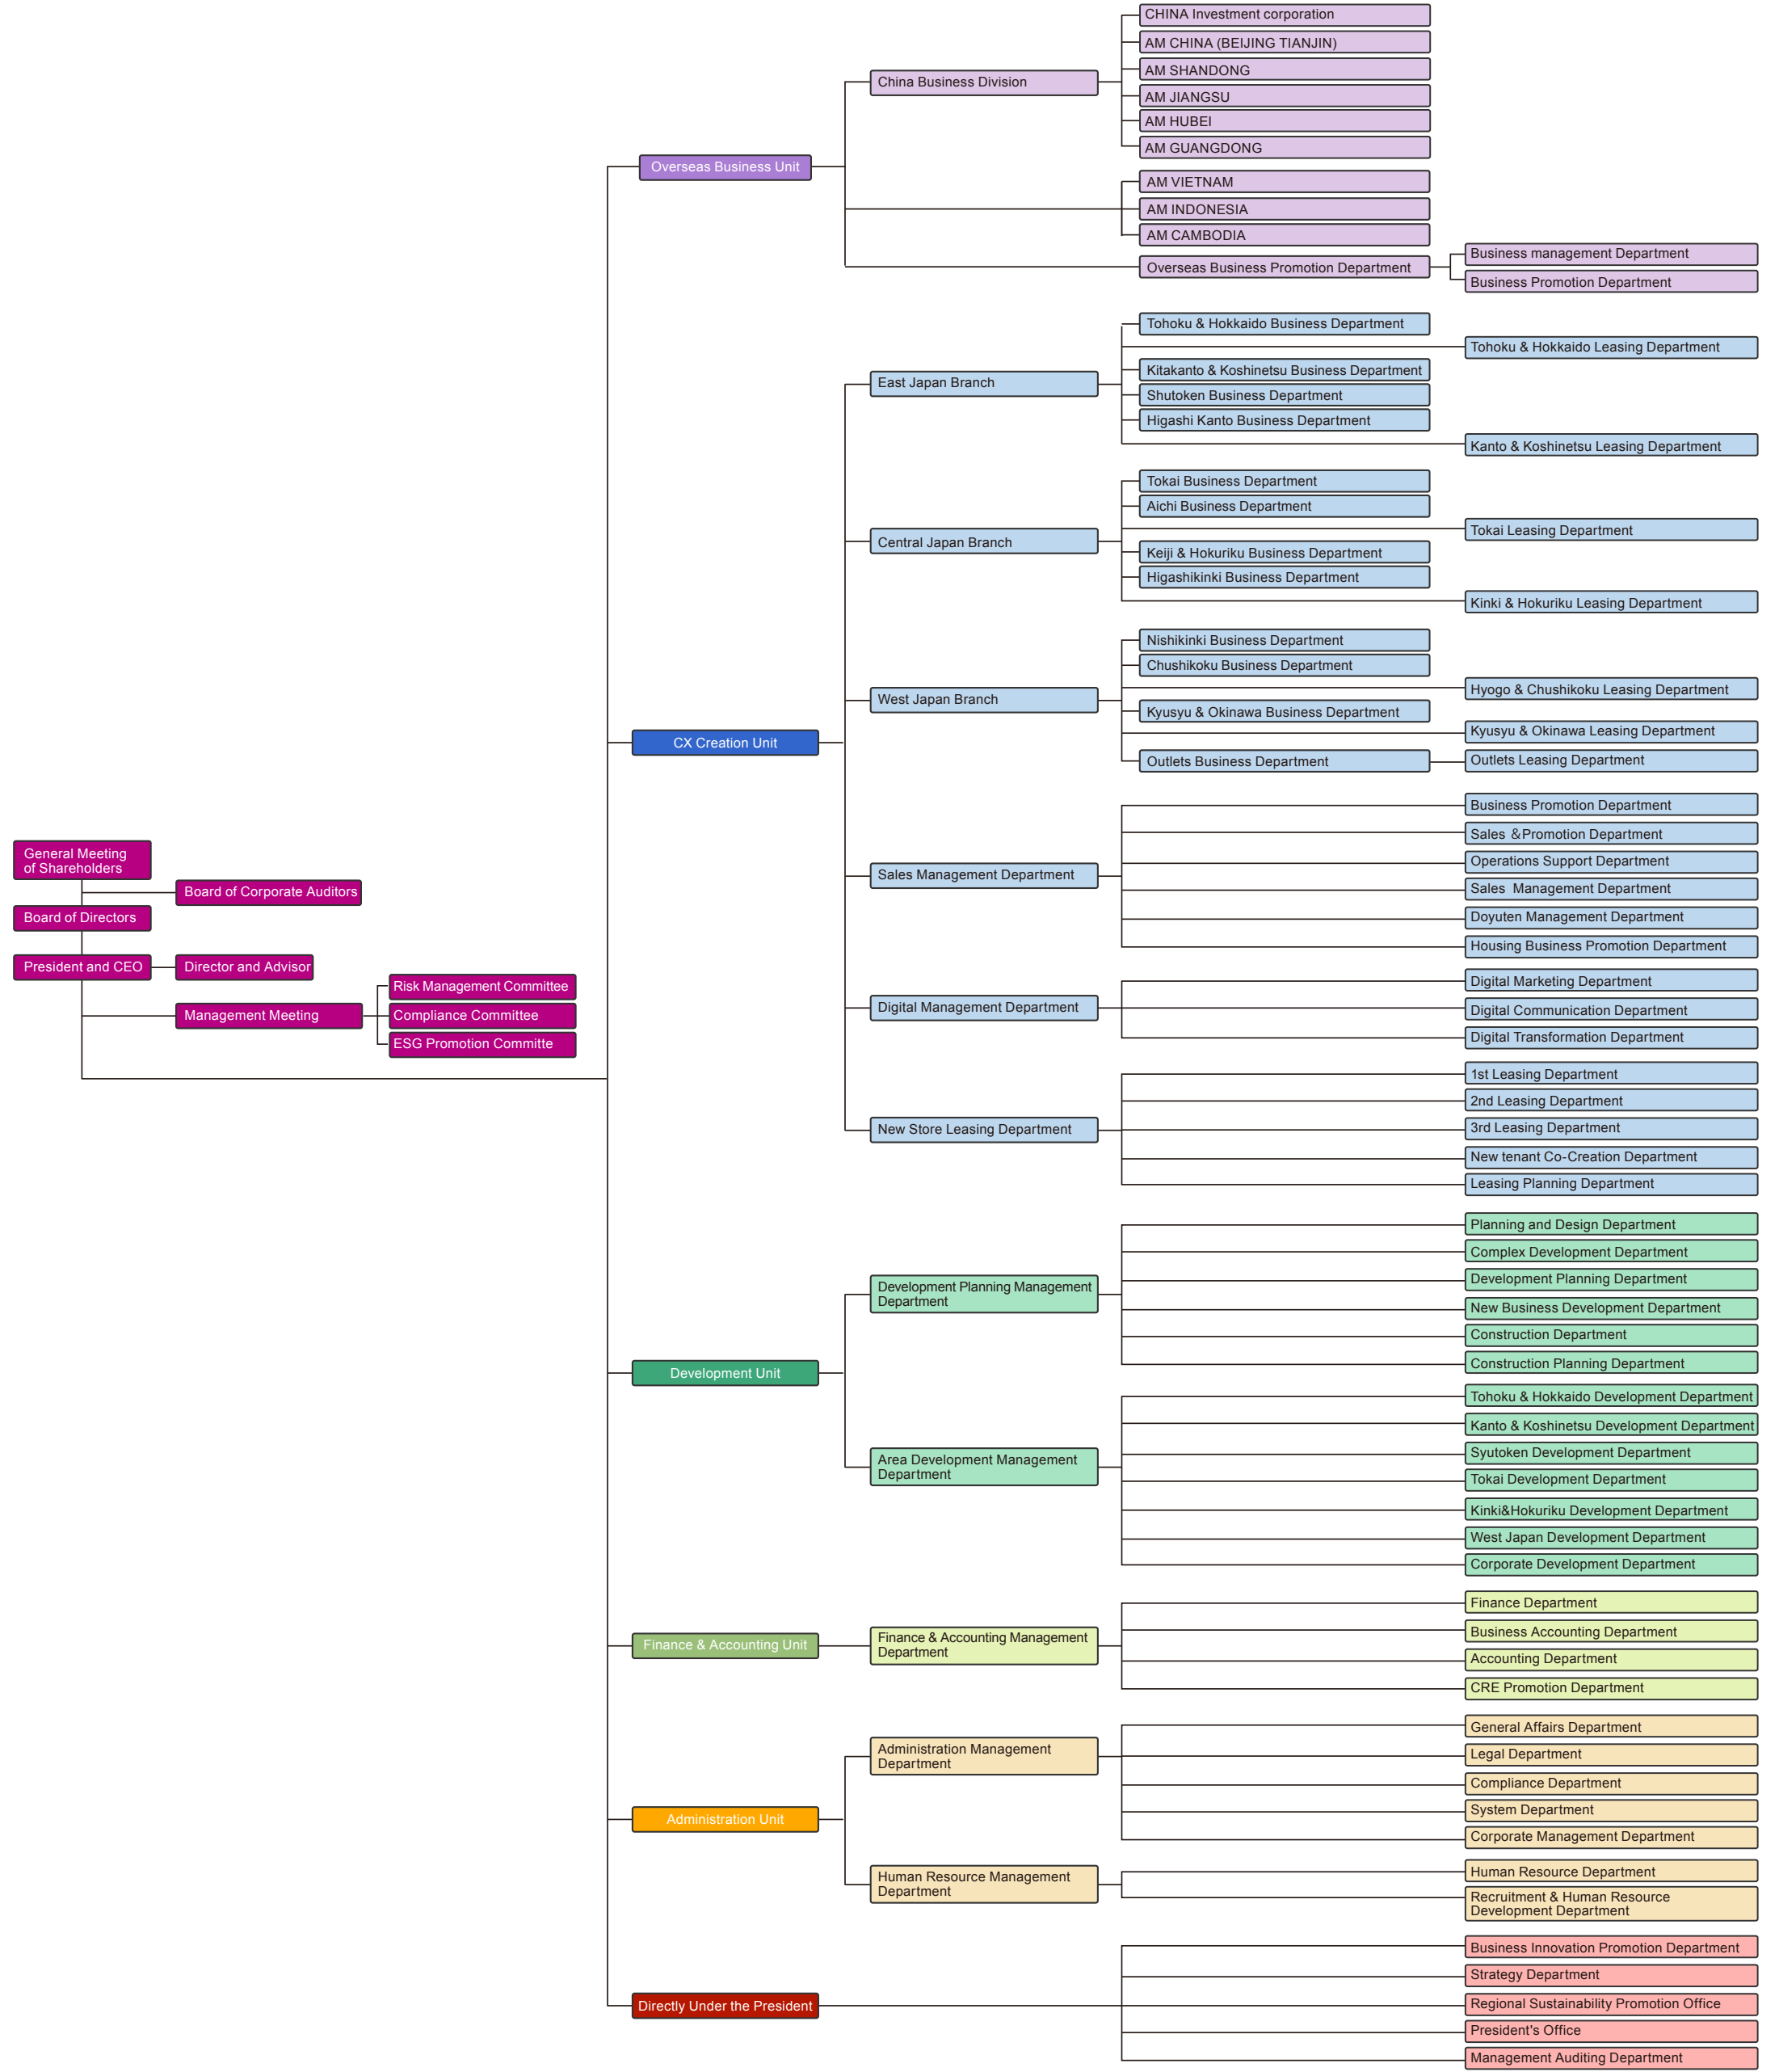 General Meeting
of Shareholders
Board of Corporate Auditors
Board of Directors
President and CEO
Director and Advisor
Management Meeting
Risk Management Committee
Compliance Committee
ESG Promotion Committe
Overseas Business Unit
China Business Division
CHINA Investment corporation
AM CHINA (BEIJING TIANJIN)
AM SHANDONG
AM JIANGSU
AM HUBEI
AM GUANGDONG
AM VIETNAM
AM INDONESIA
AM CAMBODIA
Overseas Business Promotion Department
Business management Department
Business Promotion Department
CX Creation Unit
East Japan Branch
Tohoku & Hokkaido Business Department
Tohoku & Hokkaido Leasing Department
Kitakanto & Koshinetsu Business Department
Shutoken Business Department
Higashi Kanto Business Department
Kanto & Koshinetsu Leasing Department
Central Japan Branch
Tokai Business Department
Aichi Business Department
Tokai Leasing Department
Keiji & Hokuriku Business Department
Higashikinki Business Department
Kinki & Hokuriku Leasing Department
West Japan Branch
Nishikinki Business Department
Chushikoku Business Department
Hyogo & Chushikoku Leasing Department
Kyusyu & Okinawa Business Department
Kyusyu & Okinawa Leasing Department
Outlets Business Department
Outlets Leasing Department
Sales Management Department
Business Promotion Department
Sales &Promotion Department
Operations Support Department
Sales Management Department
Doyuten Management Department
Housing Business Promotion Department
Digital Management Department
Digital Marketing Department
Digital Communication Department
Digital Transformation Department
New Store Leasing Department
1st Leasing Department
2nd Leasing Department
3rd Leasing Department
New tenant Co-Creation Department
Leasing Planning Department
Development Unit
Development Planning Management
Department
Planning and Design Department
Complex Development Department
Development Planning Department
New Business Development Department
Construction Department
Construction Planning Department
Area Development Management
Department
Tohoku & Hokkaido Development Department
Kanto & Koshinetsu Development Department
Syutoken Development Department
Tokai Development Department
Kinki&Hokuriku Development Department
West Japan Development Department
Corporate Development Department
Finance & Accounting Unit
Finance & Accounting Management
Department
Finance Department
Business Accounting Department
Accounting Department
CRE Promotion Department
Administration Unit
Administration Management
Department
General Affairs Department
Legal Department
Compliance Department
System Department
Corporate Management Department
Human Resource Management
Department
Human Resource Department
Recruitment & Human Resource
Development Department
Directly Under the President
Business Innovation Promotion Department
Strategy Department
Regional Sustainability Promotion Office
President's Office
Management Auditing Department